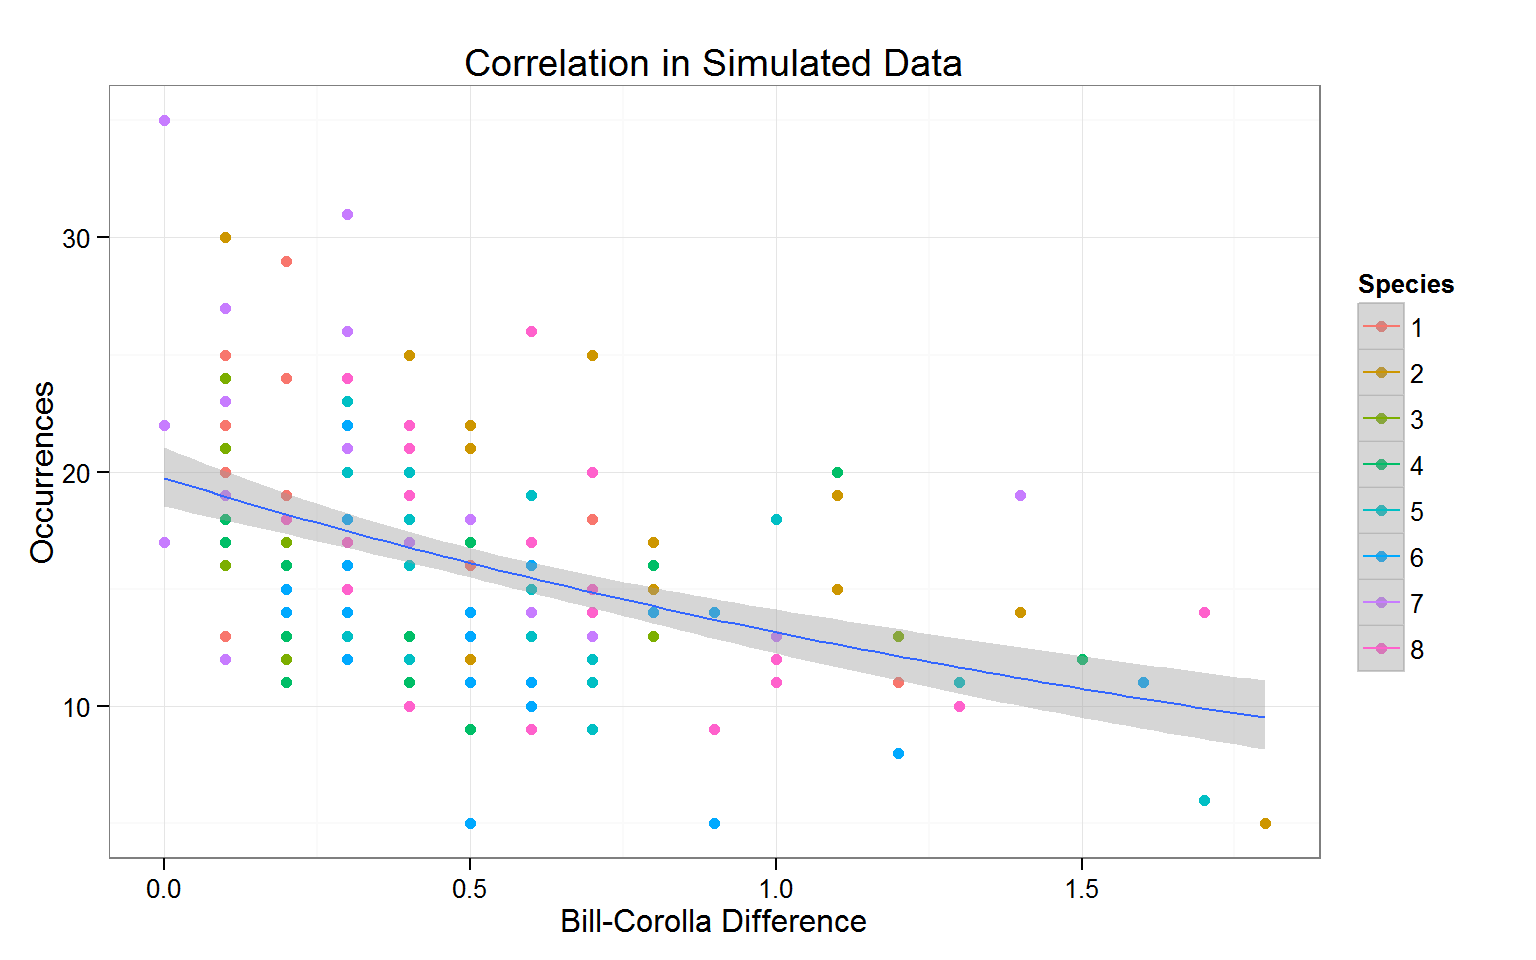 Correlation in Simulated Data
Occurrences
30
20
10
0.0 0.5 1.0 1.5
Bill-Corolla Difference
Species
1
2
3
4
5
6
7
8